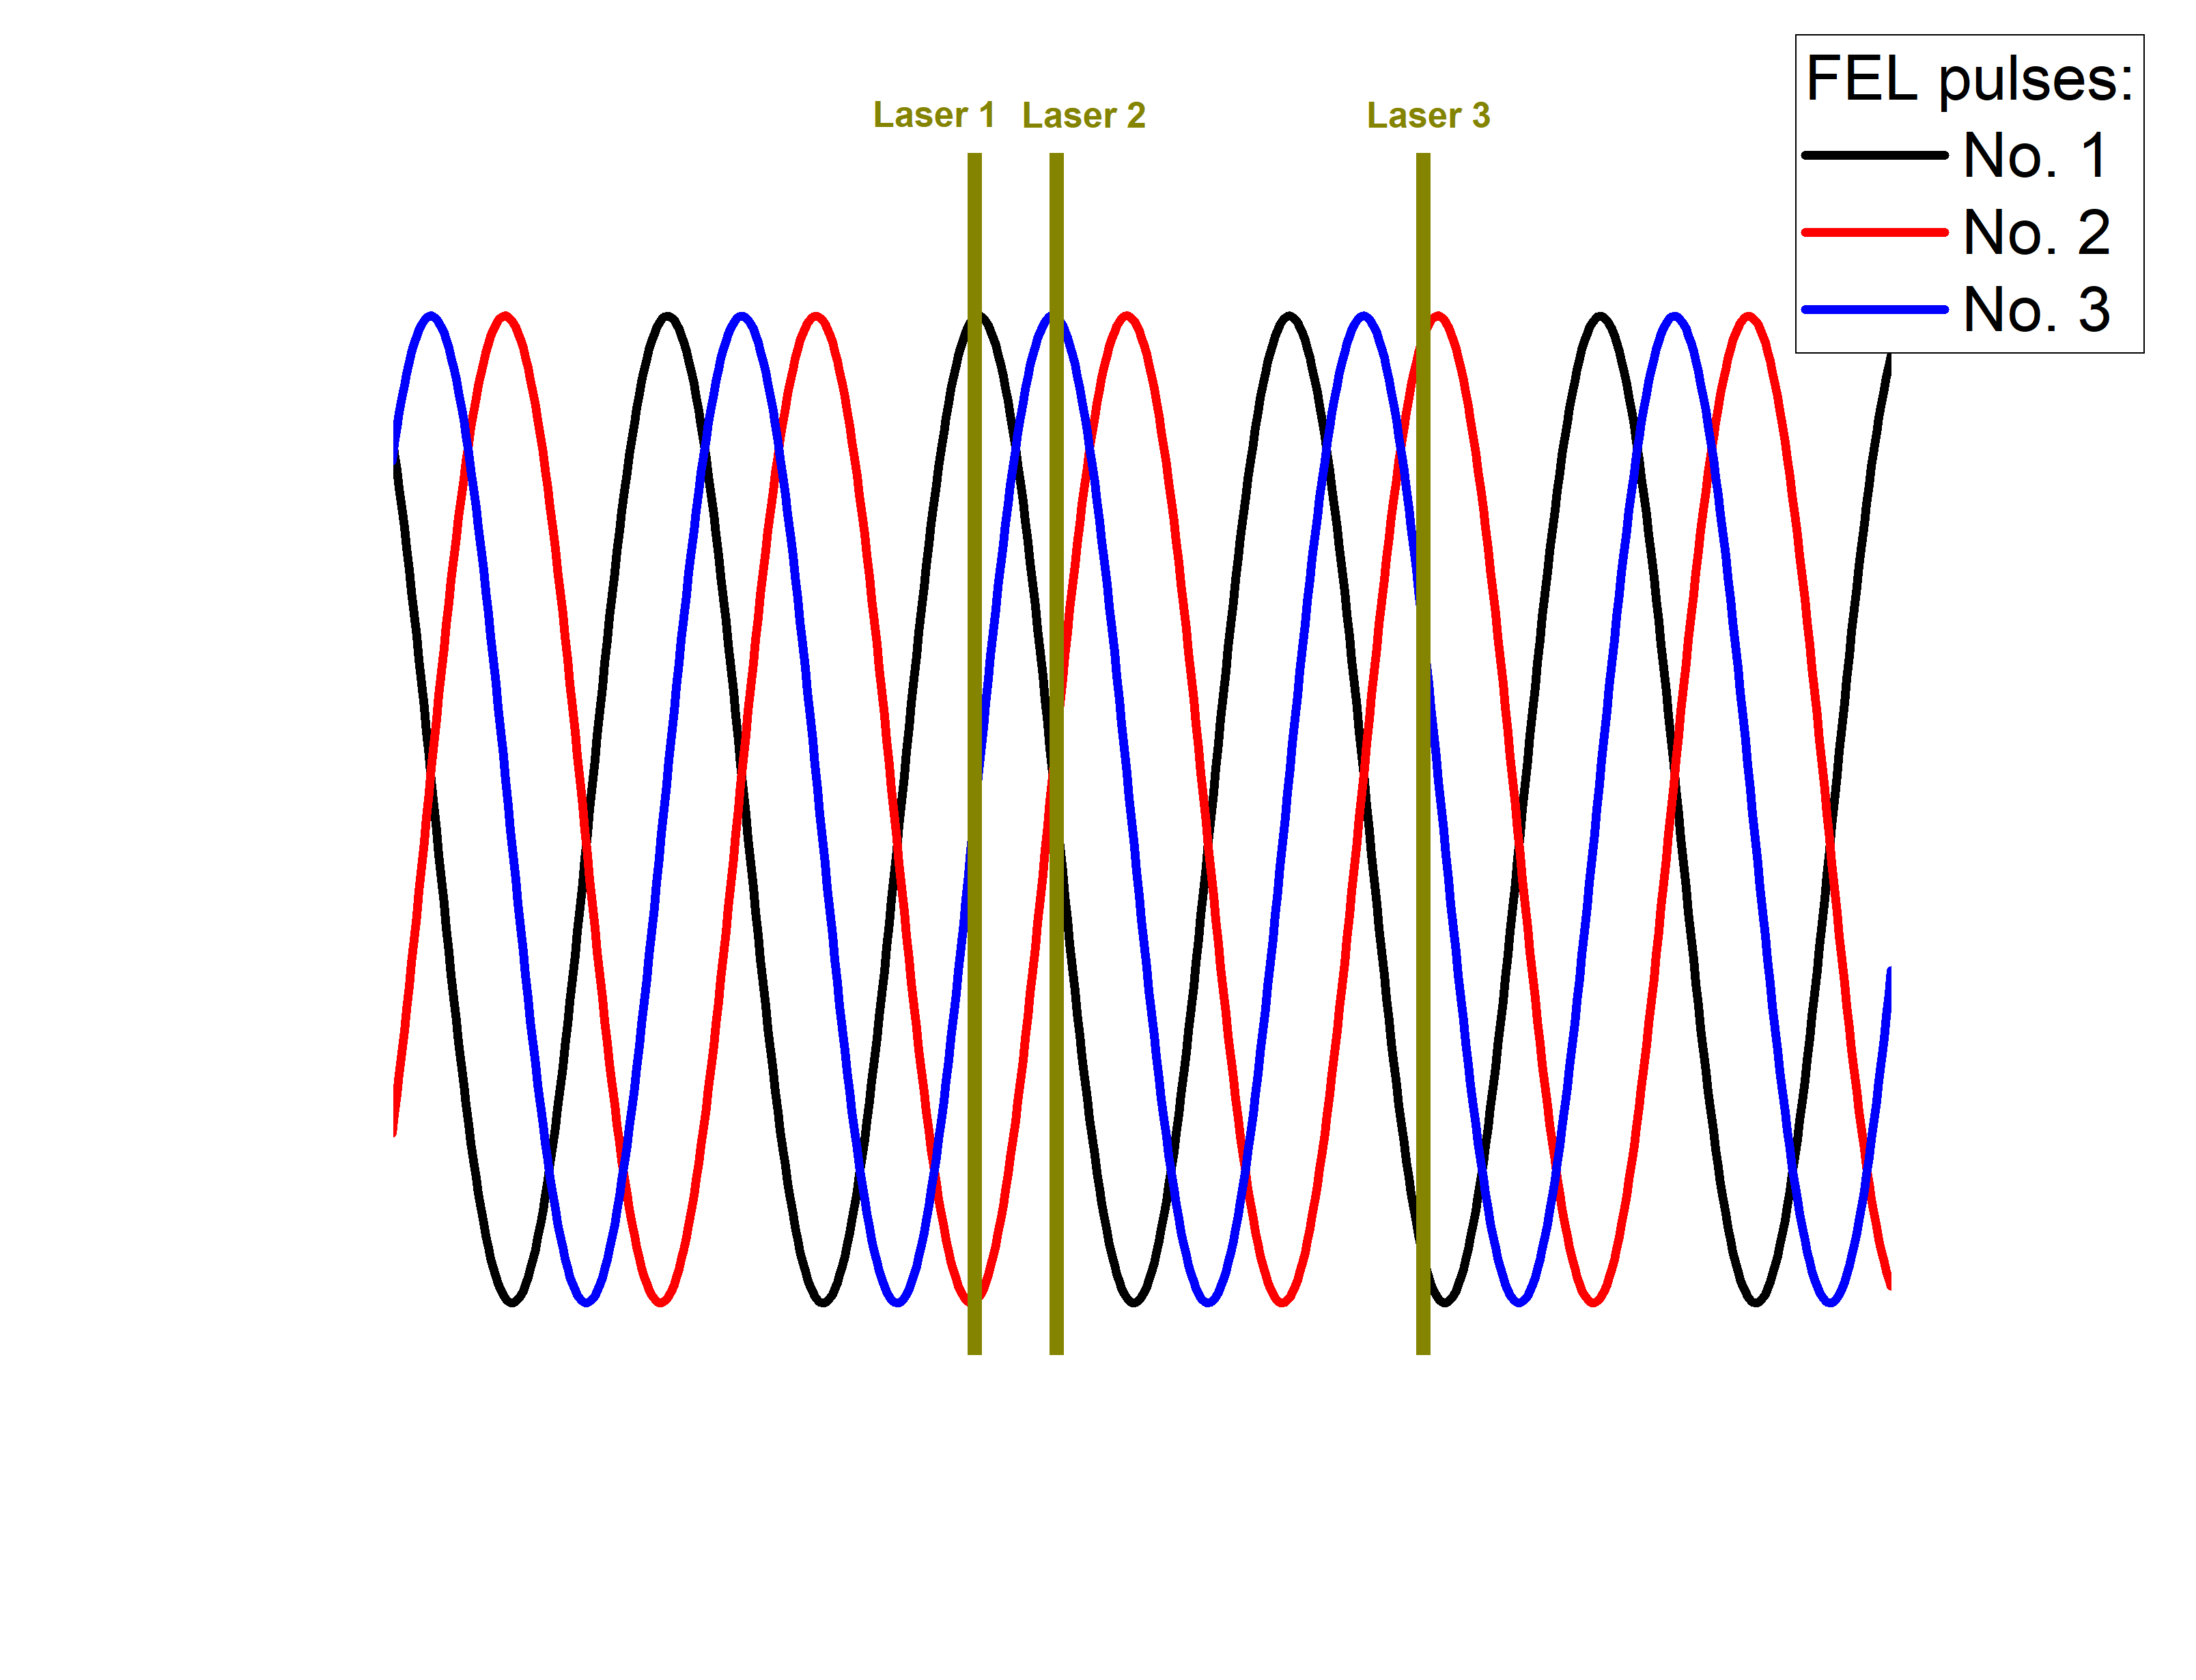 FEL pulses:
No. 1
No. 2
No. 3
Laser 1
Laser 2
Laser 3